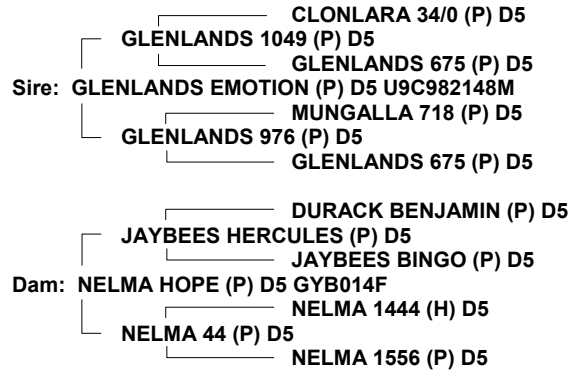 CLONLARA 34/0 (P) D5
GLENLANDS 1049 (P) D5
GLENLANDS 675 (P) D5
Sire: GLENLANDS EMOTION (P) D5 U9C982148M
MUNGALLA 718 (P) D5
GLENLANDS 976 (P) D5
GLENLANDS 675 (P) D5
DURACK BENJAMIN (P) D5
JAYBEES HERCULES (P) D5
JAYBEES BINGO (P) D5
Dam: NELMA HOPE (P) D5 GYB014F
NELMA 1444 (H) D5
NELMA 44 (P) D5
NELMA 1556 (P) D5